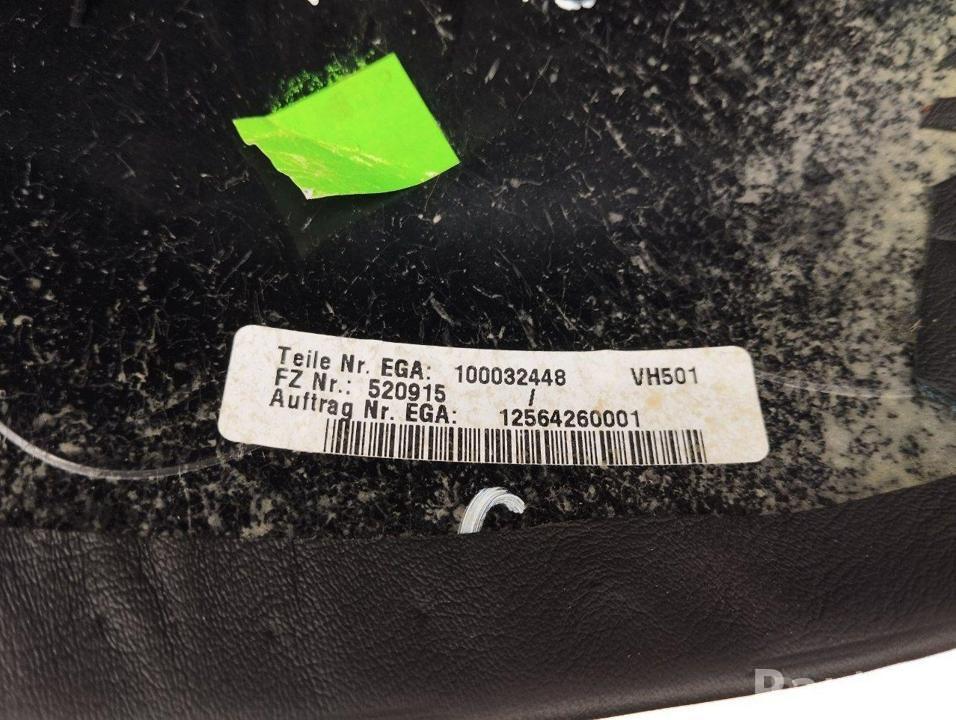 Teile Nr. EGA: 100032448 VH501
FZ Nr.: 520915 /
Auftrag Nr. EGA: 12564260001